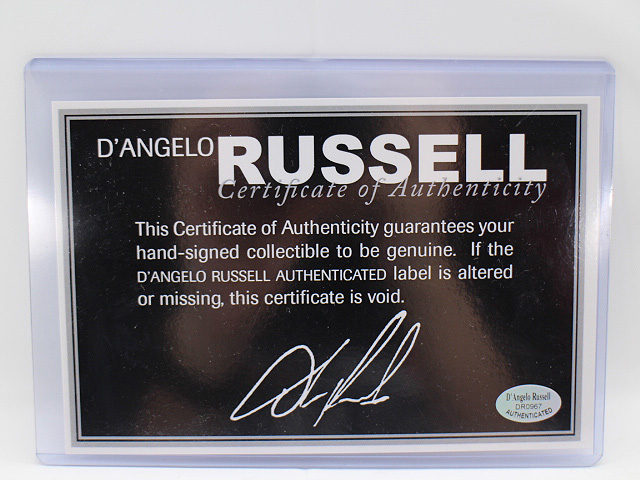 D'ANGELO RUSSELL
Certificate of Authenticity
This Certificate of Authenticity guarantees your
hand-signed collectible to be genuine. If the
D'ANGELO RUSSELL AUTHENTICATED label is altered
or missing, this certificate is void.
D'Angelo Russell
DR0967
AUTHENTICATED